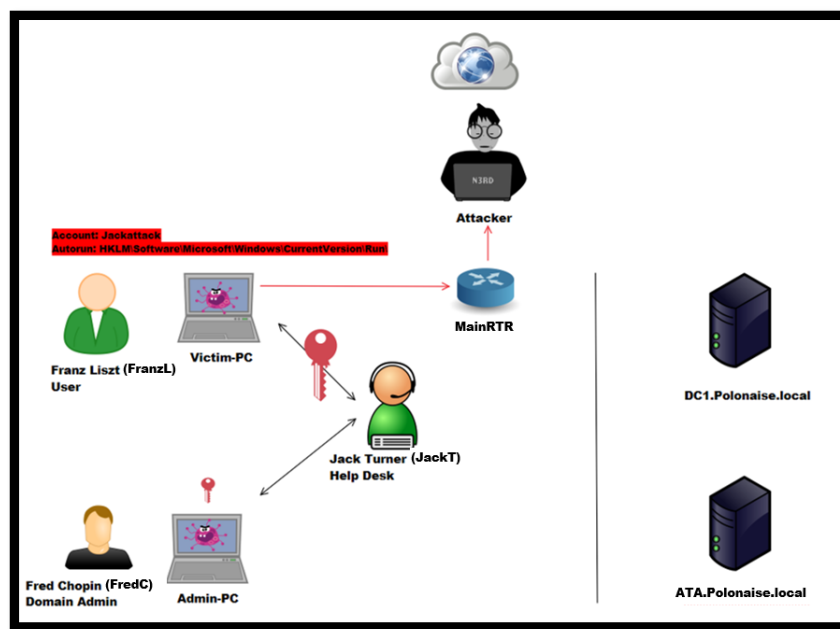 N3RD
Attacker
Account: Jackattack
Autorun: HKLM\Software\Microsoft\Windows\CurrentVersion\Run\
MainRTR
Victim-PC
Franz Liszt (FranzL)
User
DC1.Polonaise.local
Jack Turner (JackT)
Help Desk
Fred Chopin (FredC)
Domain Admin
Admin-PC
ATA.Polonaise.local